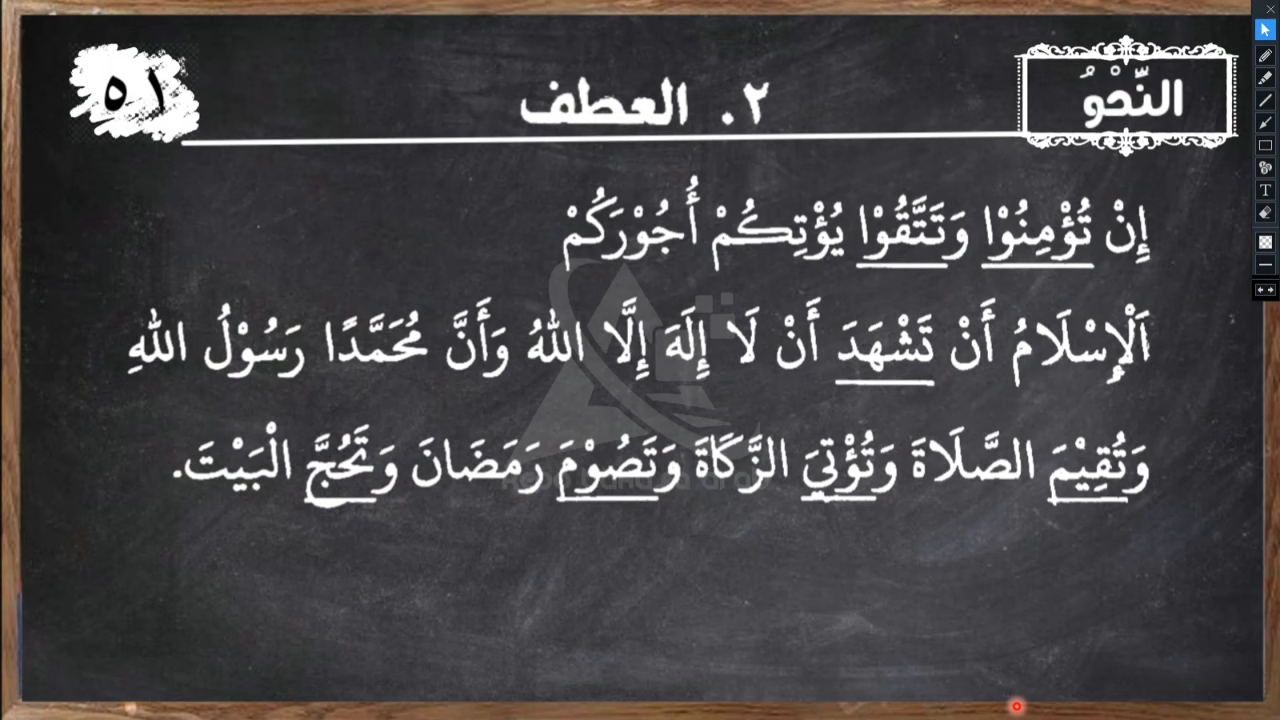 النَّحْوُ
٢. العطف
٥١
إِنْ تُؤْمِنُوْا وَتَتَّقُوْا يُؤْتِكُمْ أُجُوْرَكُمْ
اَلْإِسْلَامُ أَنْ تَشْهَدَ أَنْ لَا إِلَهَ إِلَّا اللهُ وَأَنَّ مُحَمَّدًا رَسُوْلُ اللهِ
وَتُقِيْمَ الصَّلَاةَ وَتُؤْتِيَ الزَّكَاةَ وَتَصُوْمَ رَمَضَانَ وَتَحُجَّ الْبَيْتَ.